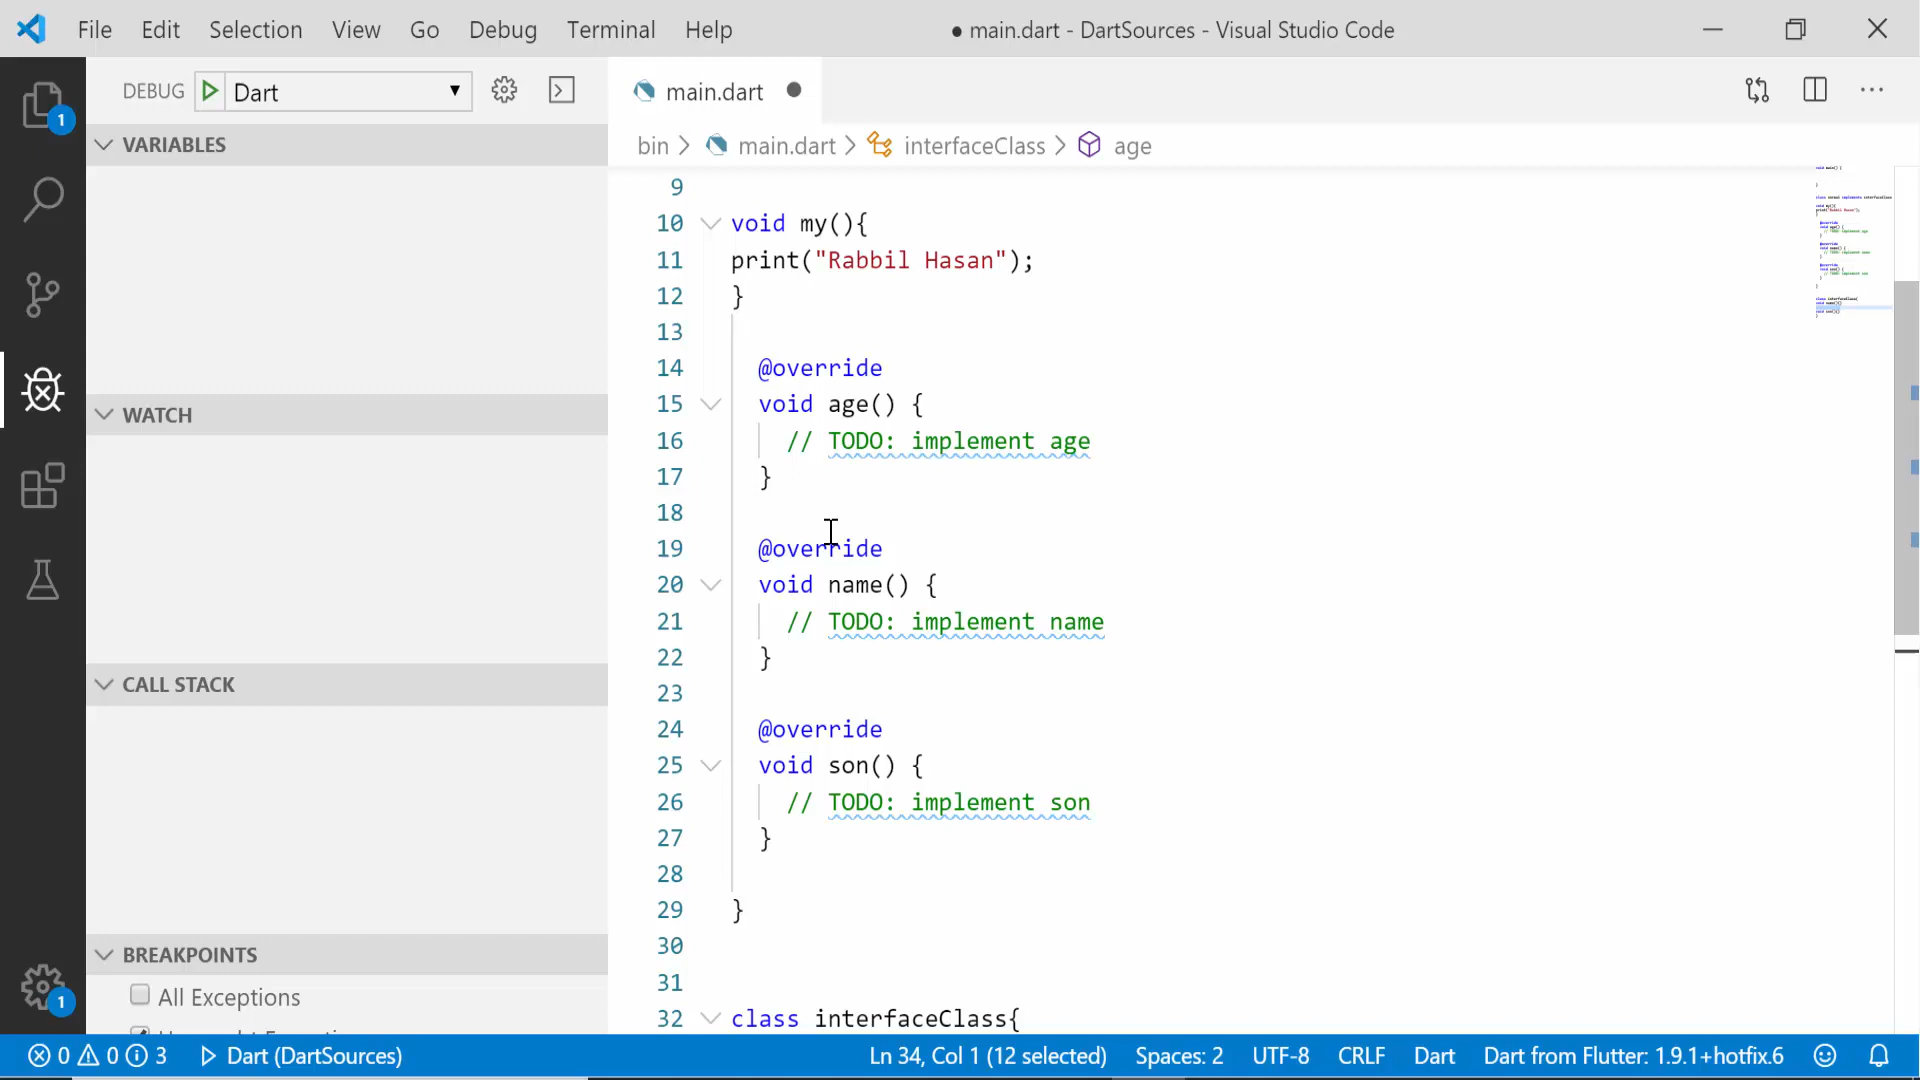 File Edit Selection View Go Debug Terminal Help ● main.dart - DartSources - Visual Studio Code
DEBUG Dart
main.dart
bin > main.dart > interfaceClass > age
VARIABLES
WATCH
CALL STACK
BREAKPOINTS
All Exceptions
9
10 void my(){
11 print("Rabbil Hasan");
12 }
13
14 @override
15 void age() {
16 // TODO: implement age
17 }
18
19 @override
20 void name() {
21 // TODO: implement name
22 }
23
24 @override
25 void son() {
26 // TODO: implement son
27 }
28
29 }
30
31
32 class interfaceClass{
1
1
0 0 3 Dart (DartSources) Ln 34, Col 1 (12 selected) Spaces: 2 UTF-8 CRLF Dart Dart from Flutter: 1.9.1+hotfix.6